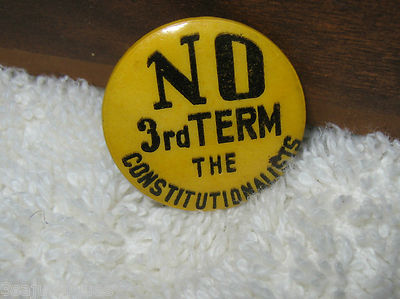 NO
3rd TERM
THE
CONSTITUTIONALISTS